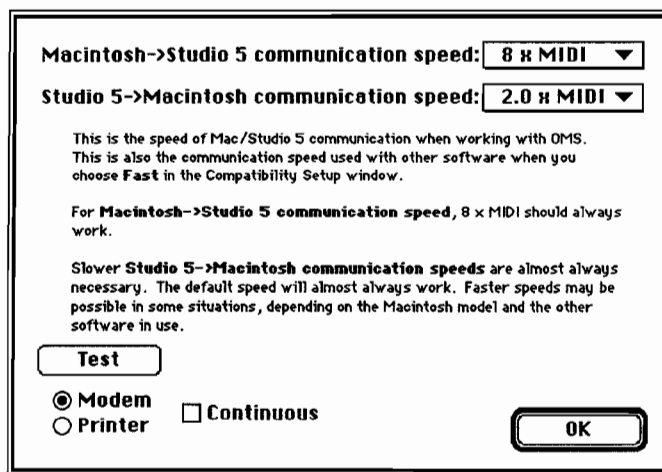 Macintosh->Studio 5 communication speed: 8 x MIDI
Studio 5->Macintosh communication speed: 2.0 x MIDI
This is the speed of Mac/Studio 5 communication when working with OMS.
This is also the communication speed used with other software when you
choose Fast in the Compatibility Setup window.
For Macintosh->Studio 5 communication speed, 8 x MIDI should always
work.
Slower Studio 5->Macintosh communication speeds are almost always
necessary. The default speed will almost always work. Faster speeds may be
possible in some situations, depending on the Macintosh model and the other
software in use.
Test
Modem
Printer
Continuous
OK